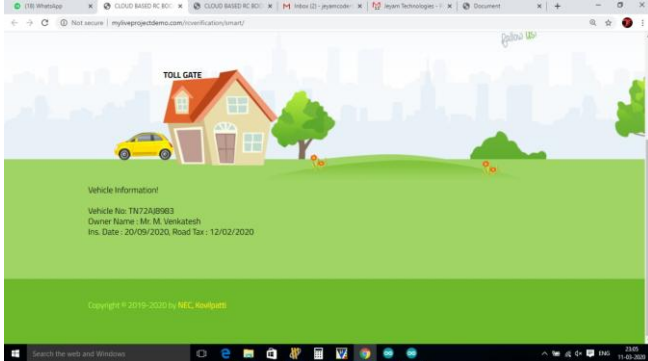 (18) WhatsApp
CLOUD BASED RC BOO
CLOUD BASED RC BOO
Inbox (2) - jeyamcoder
Jeyam Technologies -
Document
Not secure | myliveprojectdemo.com/rcverification/smart/
follow us
TOLL GATE
Vehicle Information!
Vehicle No: TN72AJ8983
Owner Name : Mr. M. Venkatesh
Ins. Date : 20/09/2020, Road Tax : 12/02/2020
Copyright © 2019-2020 by NEC, Kovilpatti
Search the web and Windows
ENG
23:05
11-03-2020